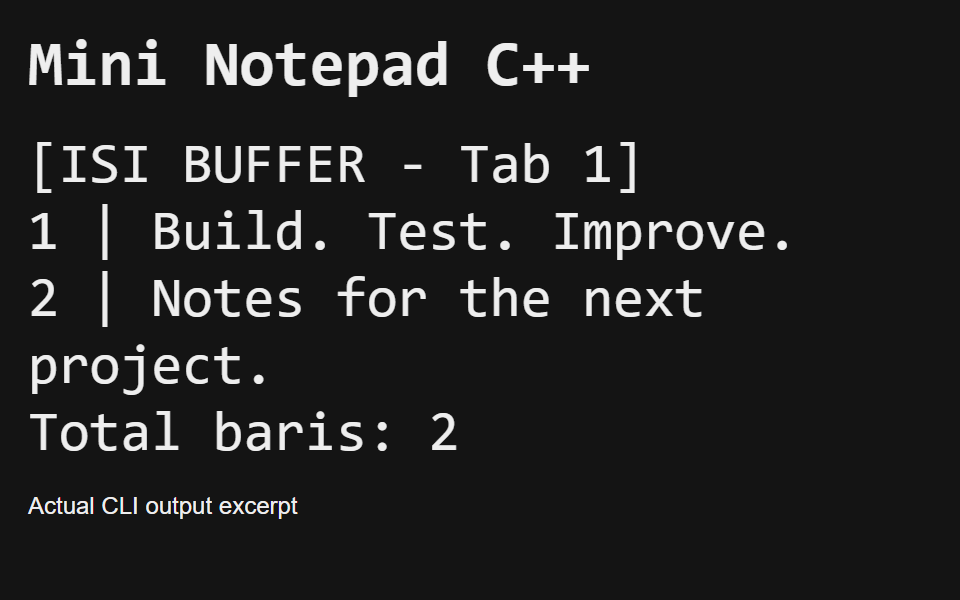 Mini Notepad C++
[ISI BUFFER - Tab 1]
1 | Build. Test. Improve.
2 | Notes for the next
project.
Total baris: 2
Actual CLI output excerpt